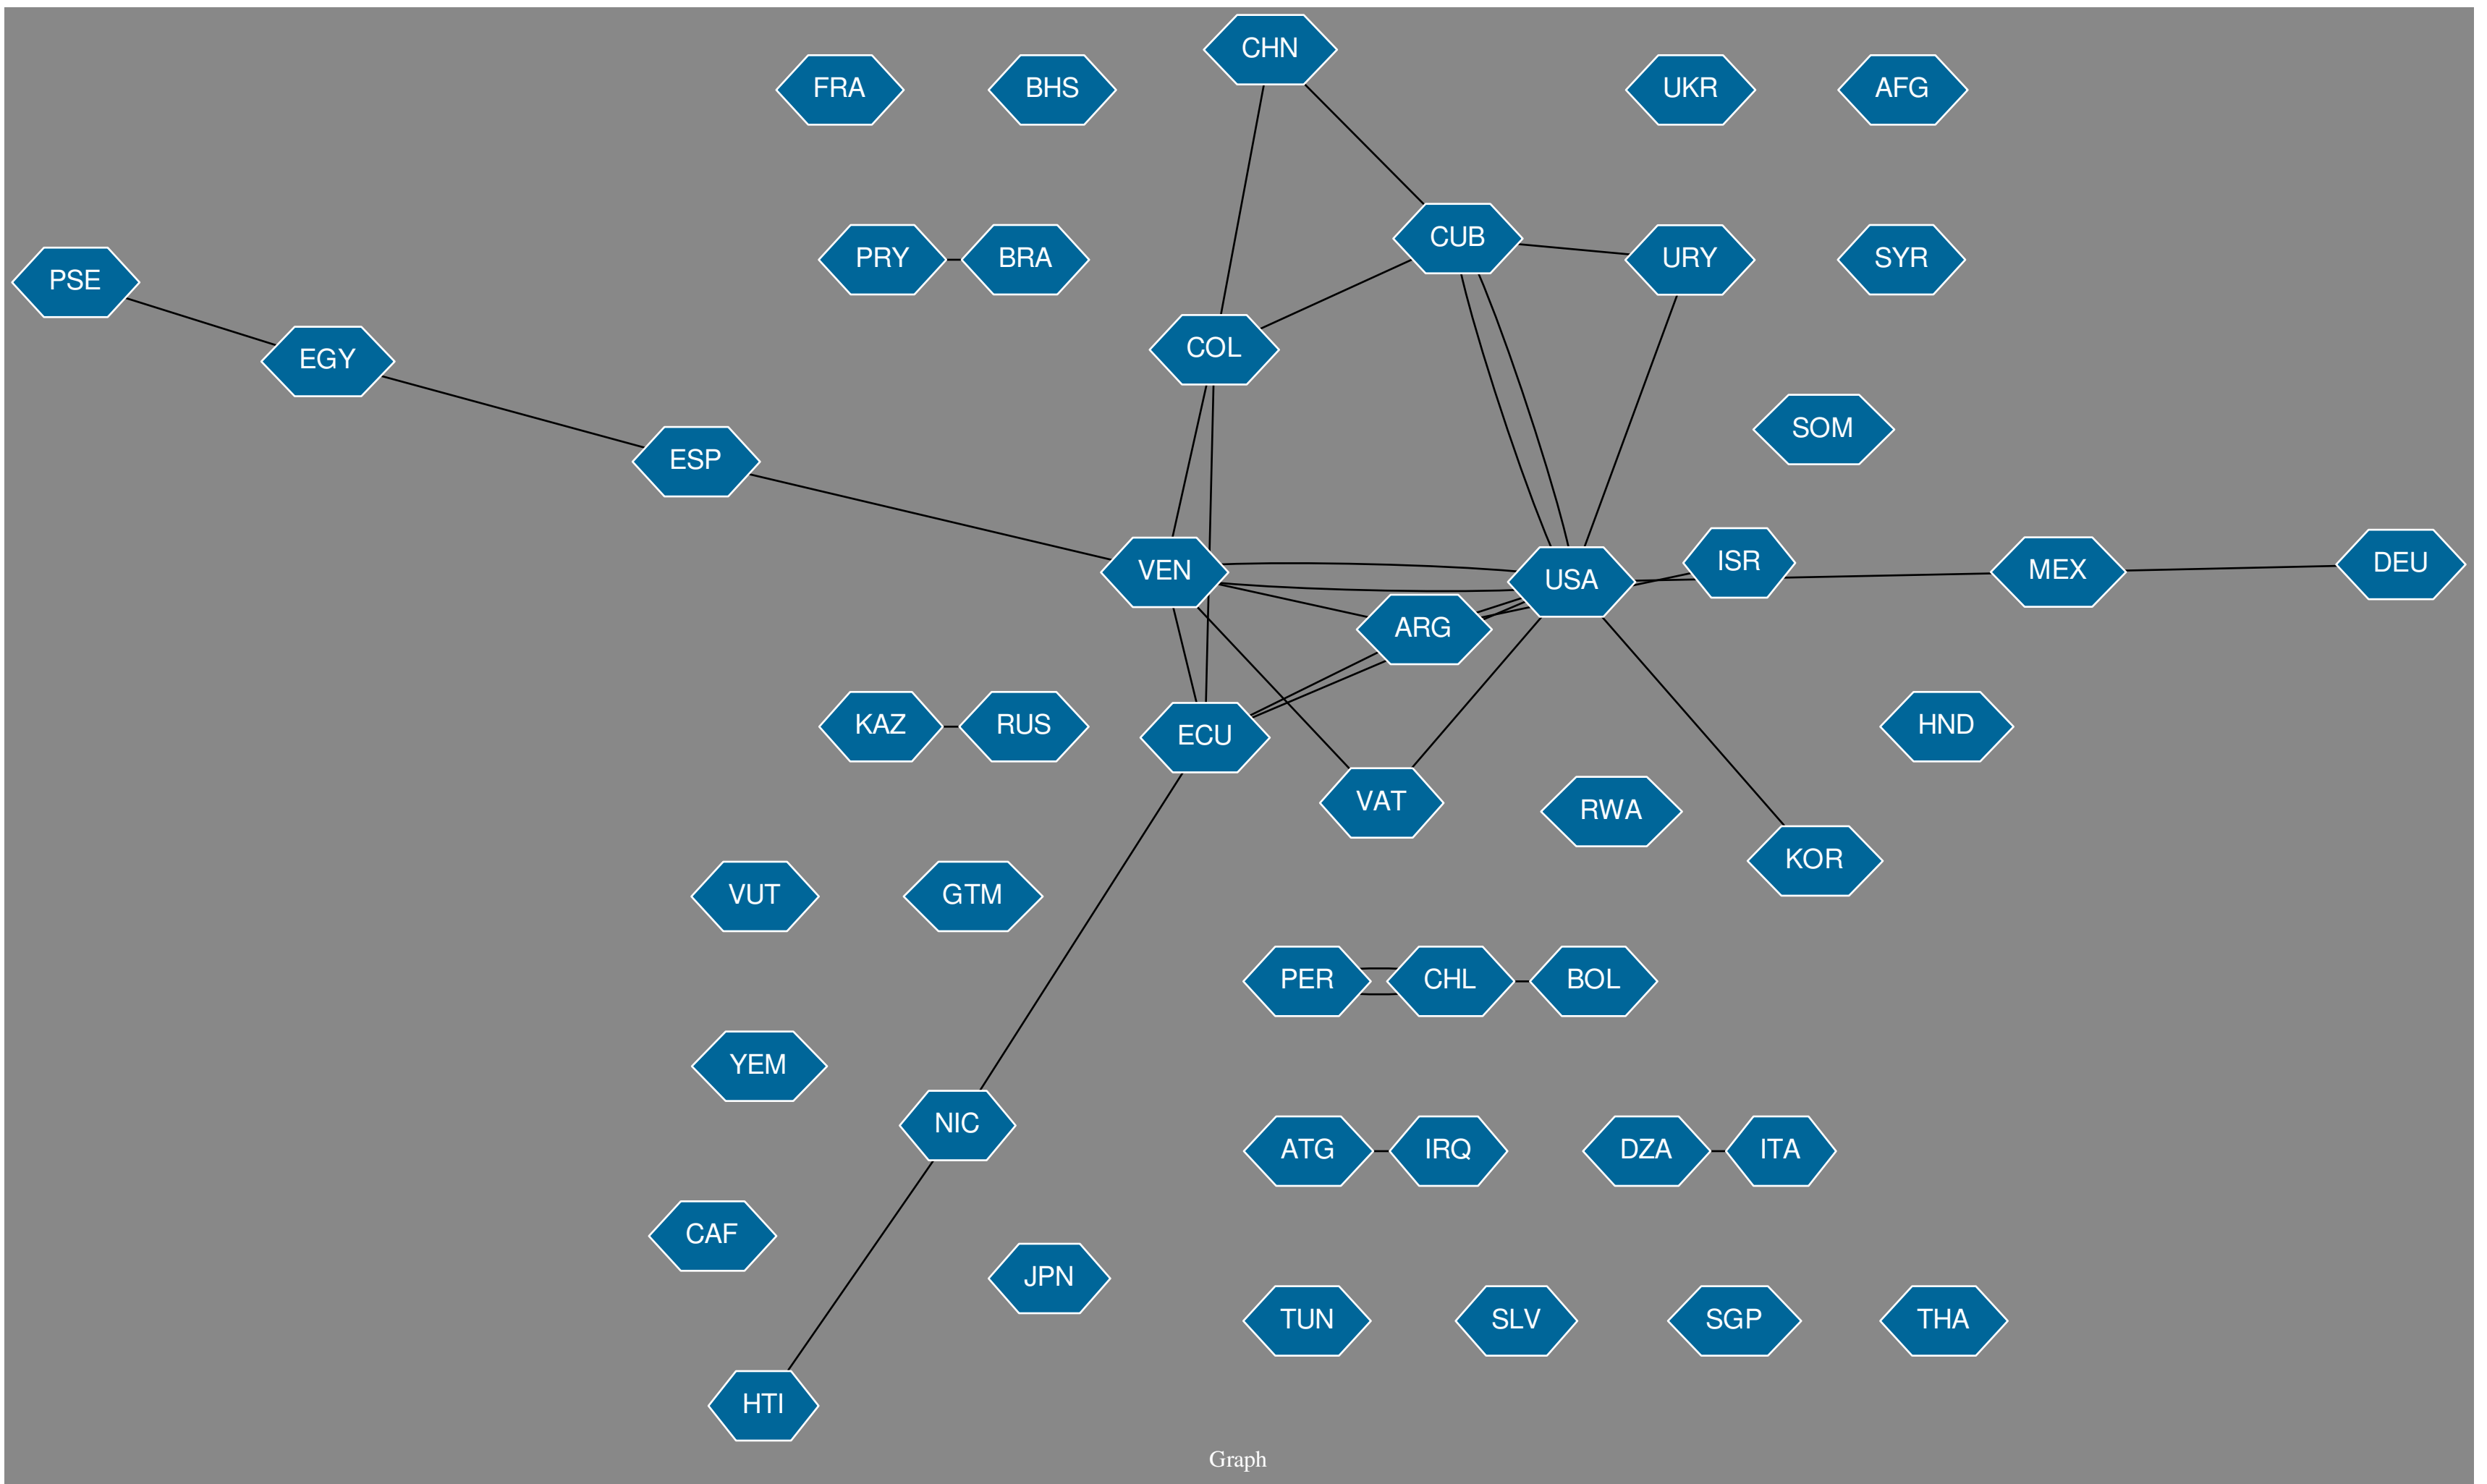 CHN
FRA
BHS
UKR
AFG
CUB
PRY
BRA
URY
SYR
PSE
COL
EGY
SOM
ESP
ISR
DEU
VEN
MEX
USA
ARG
KAZ
RUS
HND
ECU
VAT
RWA
KOR
VUT
GTM
PER
CHL
BOL
YEM
NIC
ATG
IRQ
DZA
ITA
CAF
JPN
TUN
SLV
SGP
THA
HTI
Graph